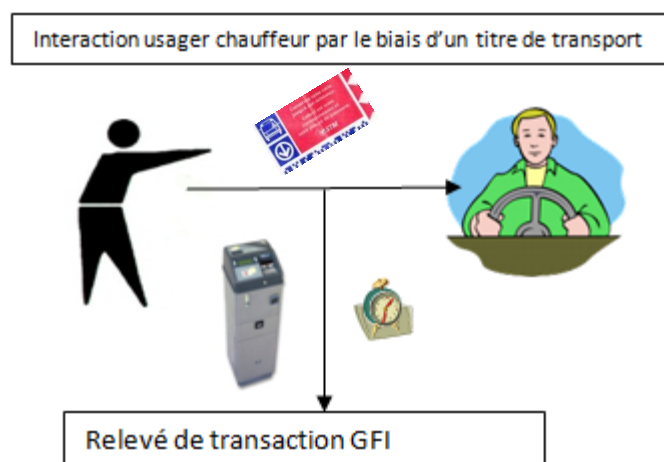 Interaction usager chauffeur par le biais d'un titre de transport
Relevé de transaction GFI